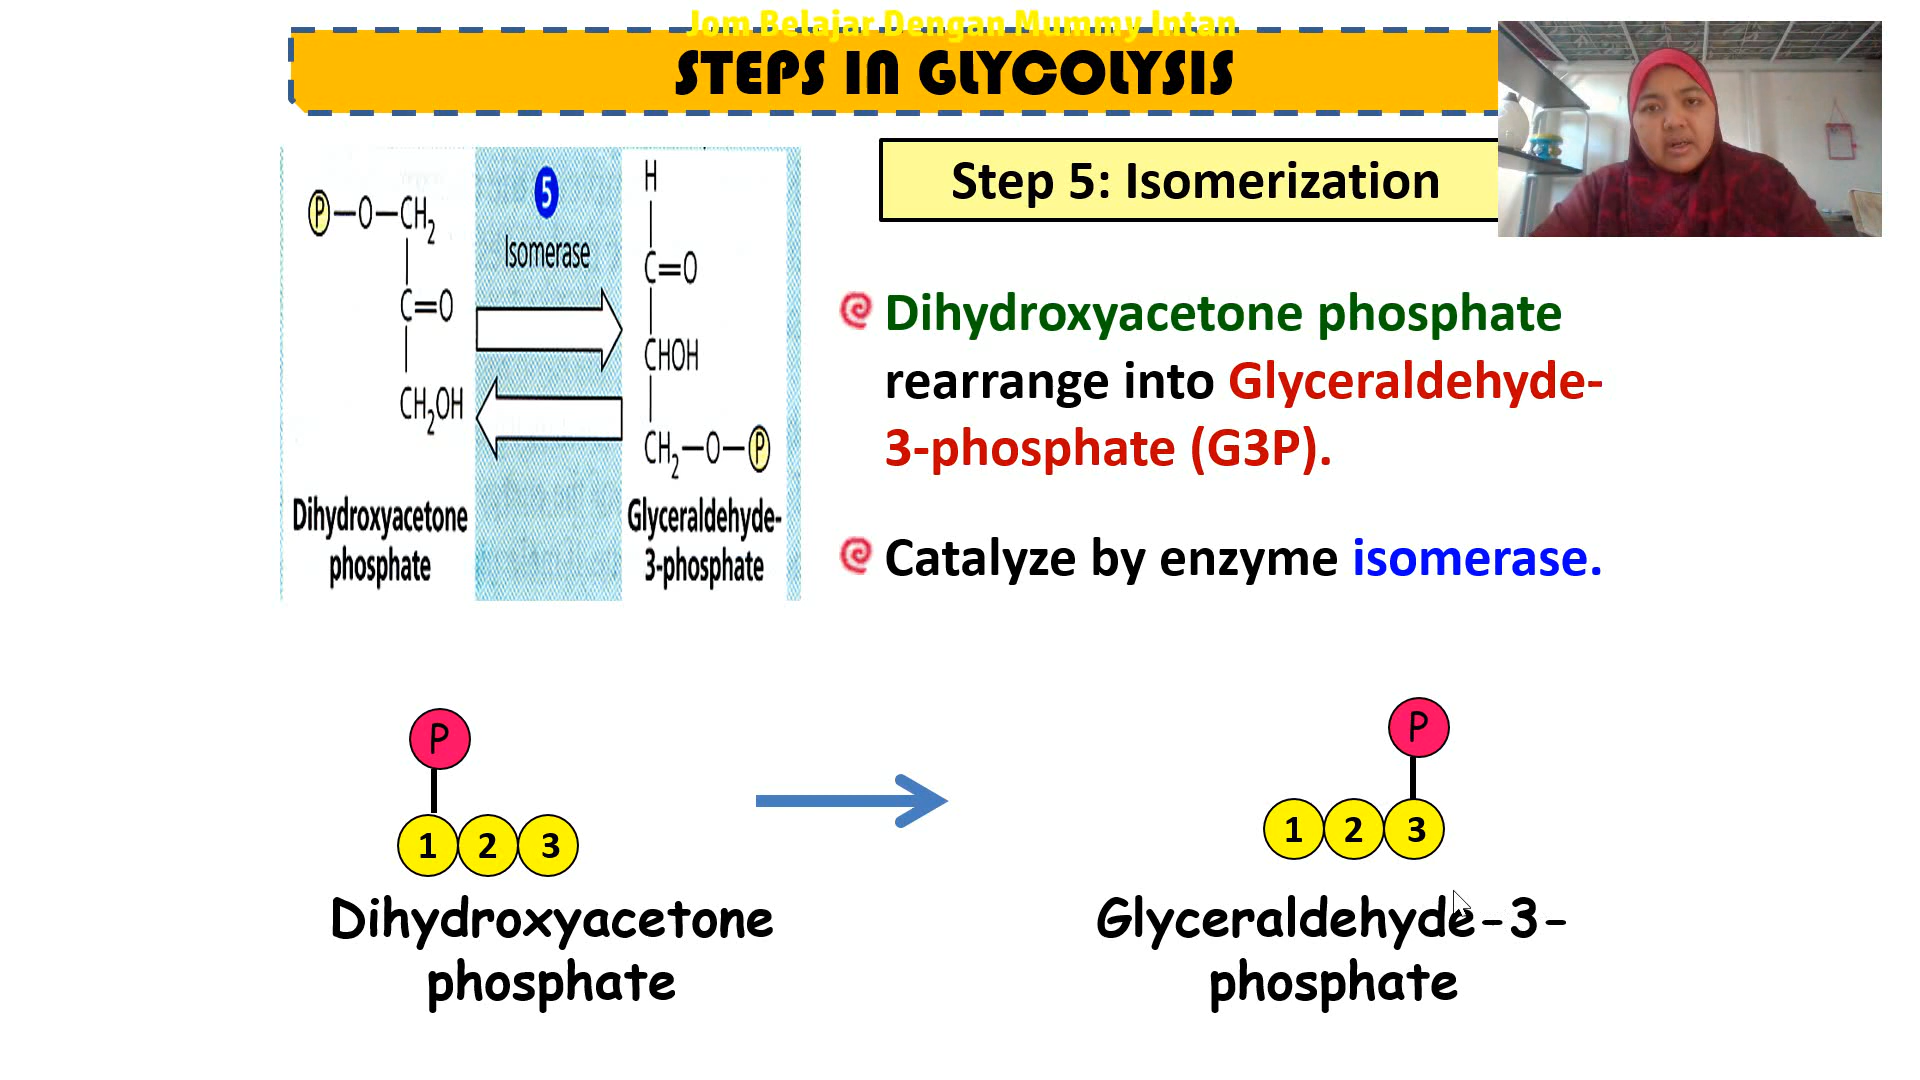 Jom Belajar Dengan Mummy Intan
STEPS IN GLYCOLYSIS
Step 5: Isomerization
P—O—CH2
C=O
CH2OH
Dihydroxyacetone
phosphate
5
Isomerase
H
C=O
CHOH
CH2—O—P
Glyceraldehyde-
3-phosphate
Dihydroxyacetone phosphate
rearrange into Glyceraldehyde-
3-phosphate (G3P).
Catalyze by enzyme isomerase.
P
1 2 3
Dihydroxyacetone
phosphate
P
1 2 3
Glyceraldehyde-3-
phosphate